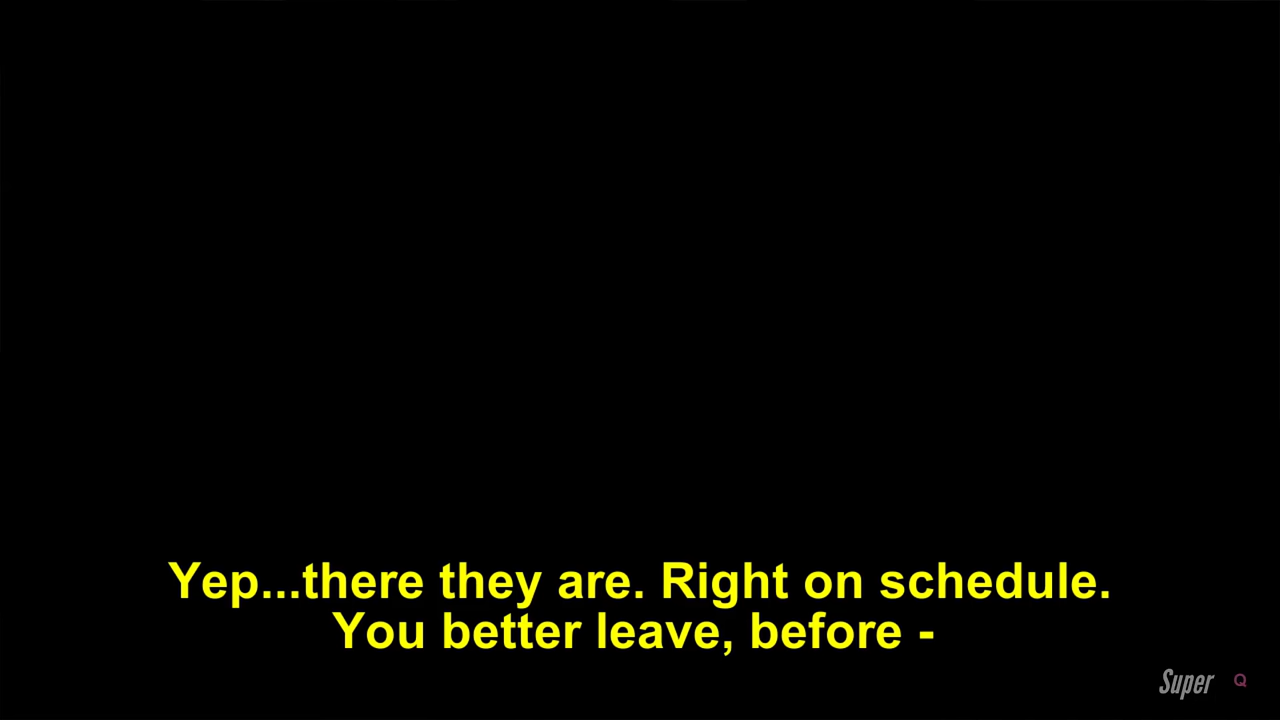 Yep...there they are. Right on schedule.
You better leave, before -
Super Q